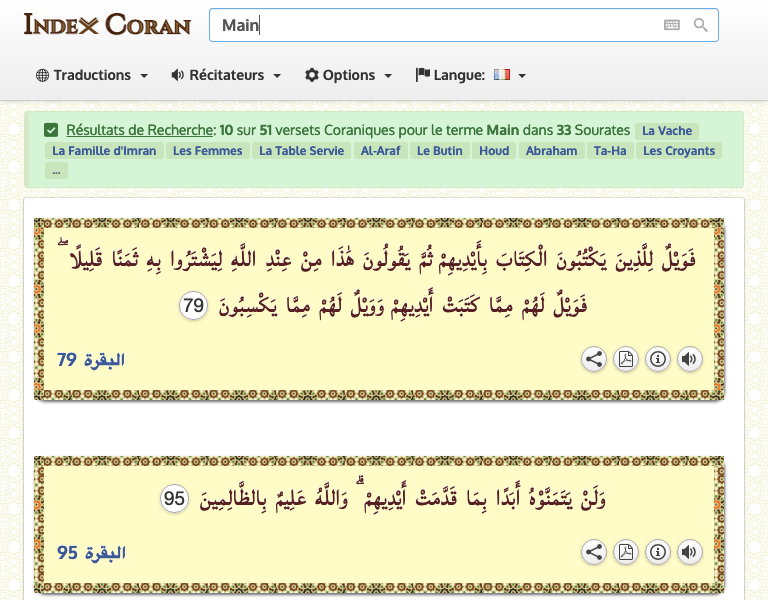 Index Coran
Main
Traductions Récitateurs Options Langue:
Résultats de Recherche: 10 sur 51 versets Coraniques pour le terme Main dans 33 Sourates La Vache
La Famille d'Imran Les Femmes La Table Servie Al-Araf Le Butin Houd Abraham Ta-Ha Les Croyants
...
فَوَيْلٌ لِلَّذِينَ يَكْتُبُونَ الْكِتَابَ بِأَيْدِيهِمْ ثُمَّ يَقُولُونَ هَٰذَا مِنْ عِنْدِ اللَّهِ لِيَشْتَرُوا بِهِ ثَمَنًا قَلِيلًا ۖ
فَوَيْلٌ لَهُمْ مِمَّا كَتَبَتْ أَيْدِيهِمْ وَوَيْلٌ لَهُمْ مِمَّا يَكْسِبُونَ 79
البقرة 79
وَلَنْ يَتَمَنَّوْهُ أَبَدًا بِمَا قَدَّمَتْ أَيْدِيهِمْ ۗ وَاللَّهُ عَلِيمٌ بِالظَّالِمِينَ 95
البقرة 95